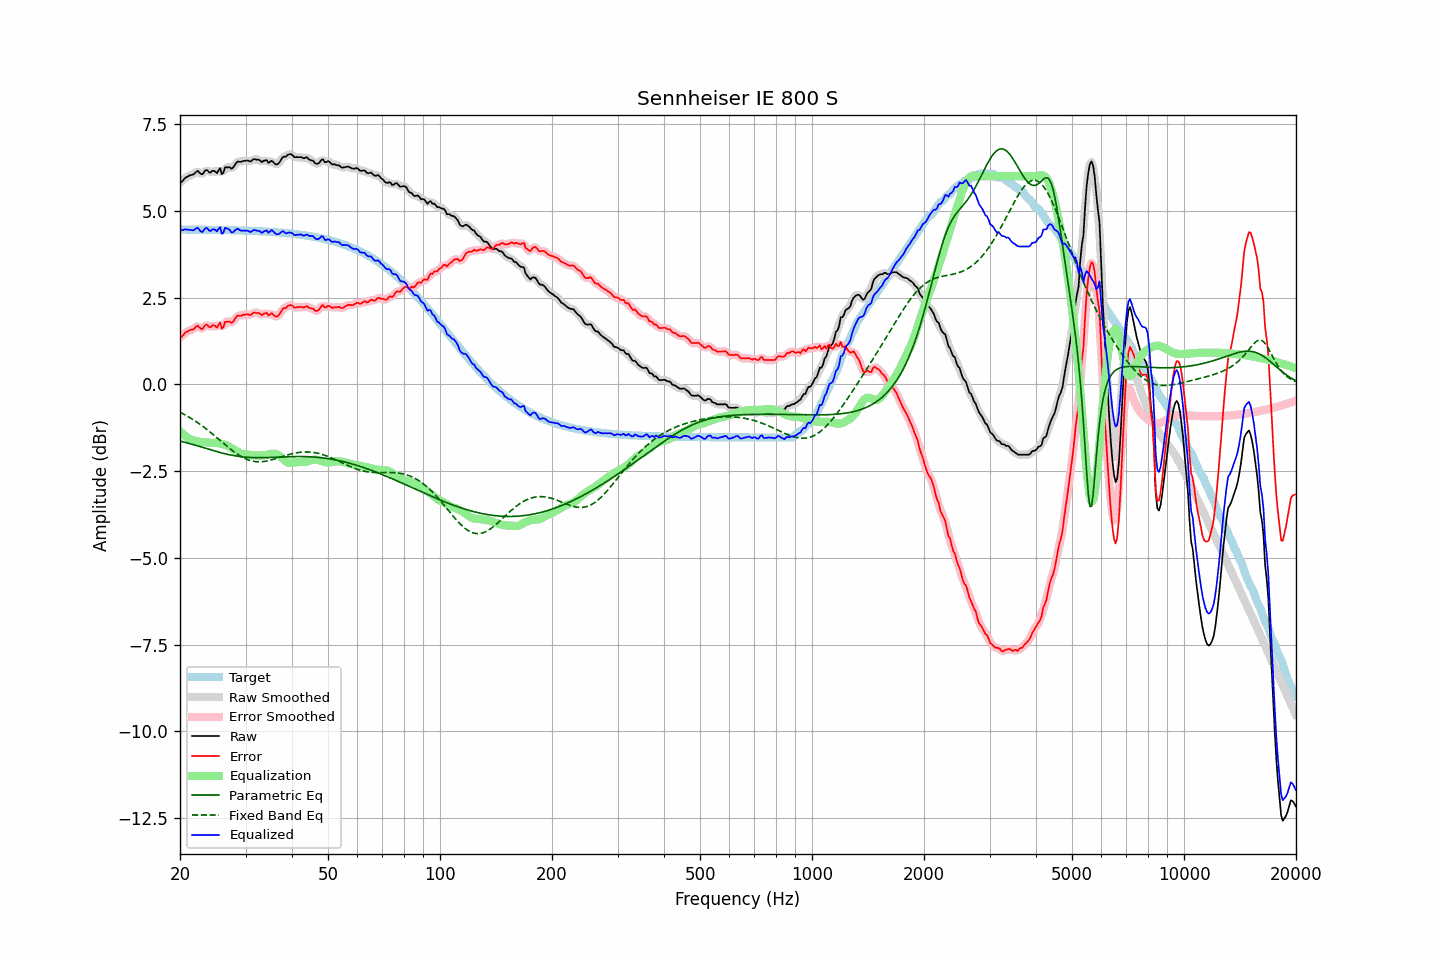 Sennheiser IE 800 S
7.5
5.0
2.5
0.0
−2.5
−5.0
−7.5
−10.0
−12.5
Amplitude (dBr)
Target
Raw Smoothed
Error Smoothed
Raw
Error
Equalization
Parametric Eq
Fixed Band Eq
Equalized
20 50 100 200 500 1000 2000 5000 10000 20000
Frequency (Hz)